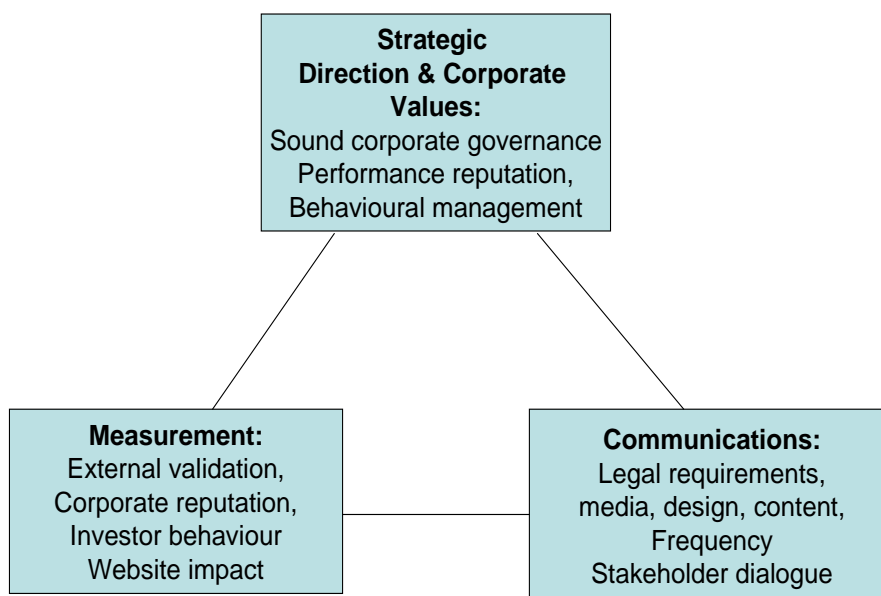 Strategic
Direction & Corporate
Values:
Sound corporate governance
Performance reputation,
Behavioural management
Measurement:
External validation,
Corporate reputation,
Investor behaviour
Website impact
Communications:
Legal requirements,
media, design, content,
Frequency
Stakeholder dialogue